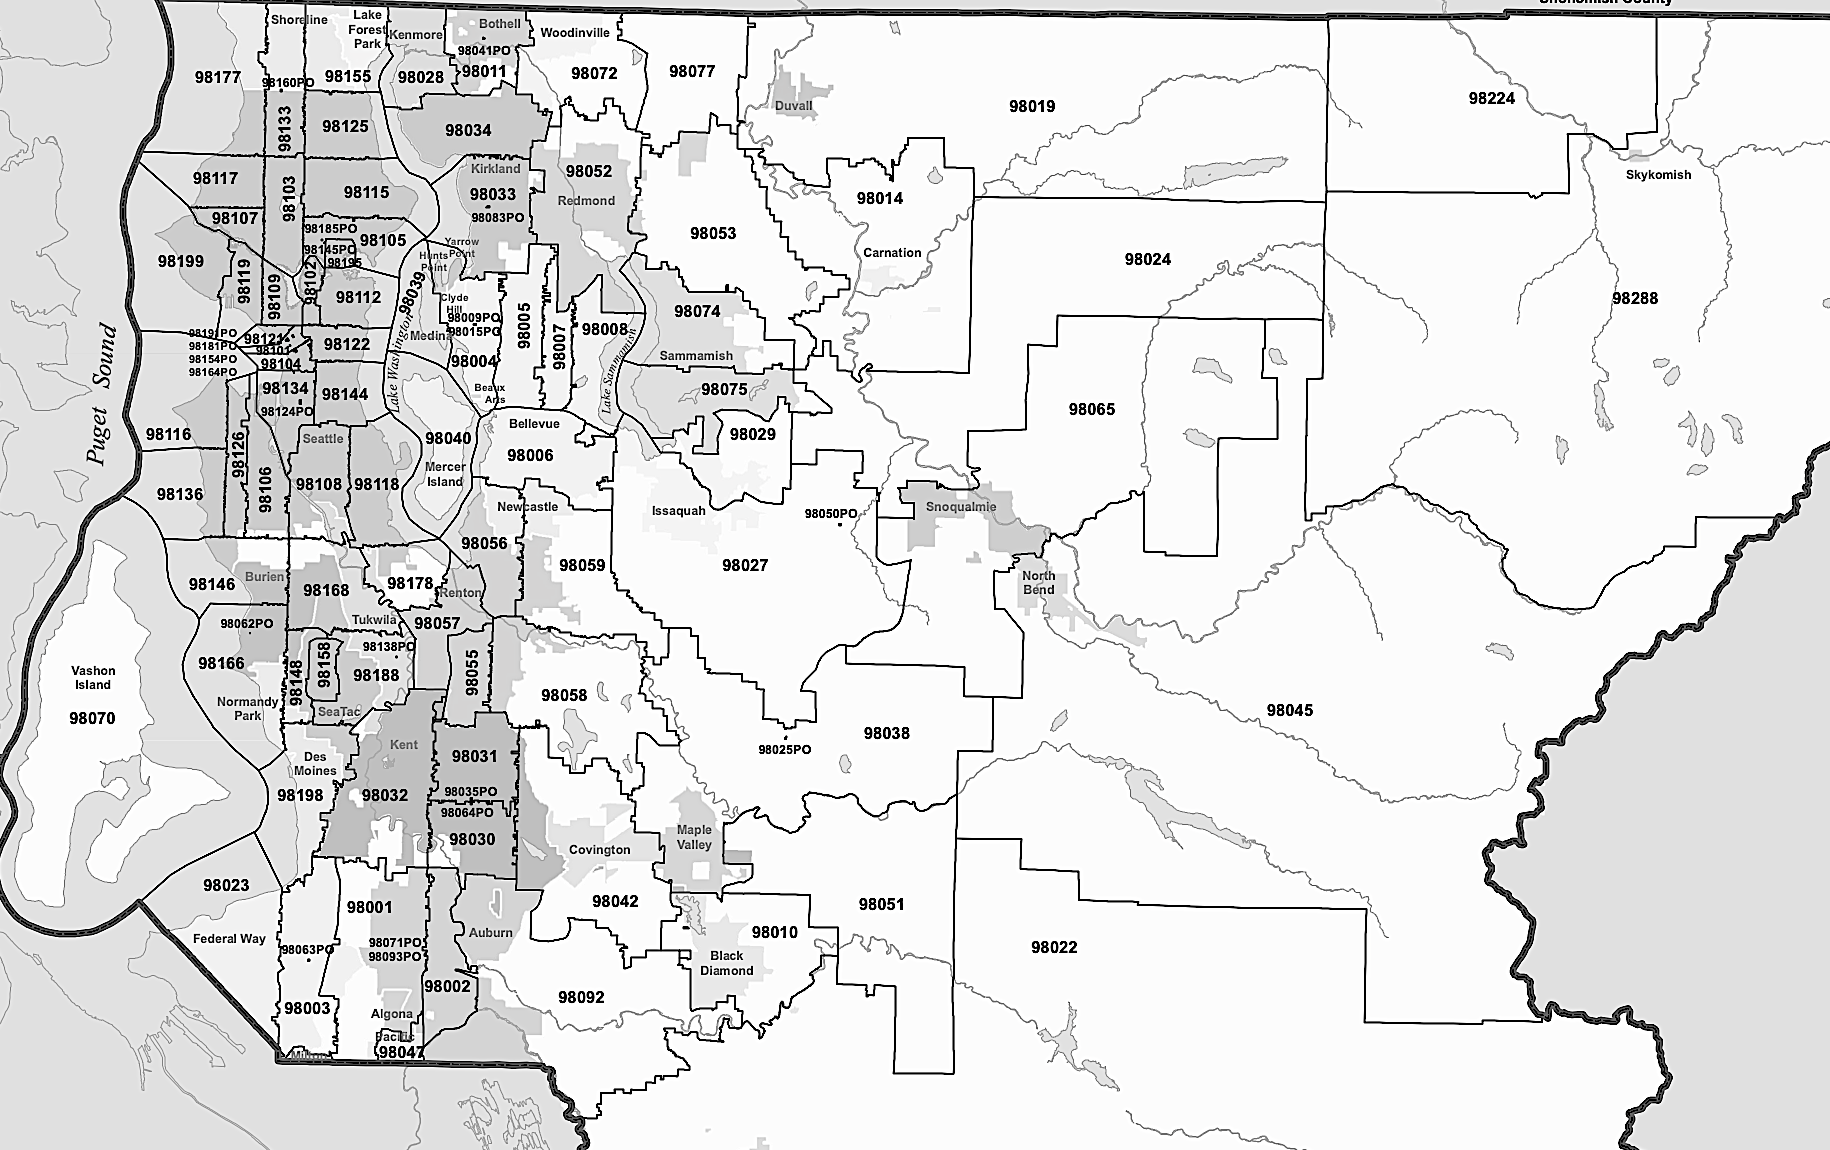 Snohomish County
Shoreline
Lake
Forest
Park
Kenmore
Bothell
98041PO
Woodinville
98177
98160PO
98155
98028
98011
98072
98077
Duvall
98019
98224
98133
98125
98034
Skykomish
98117
98103
98115
Kirkland
98033
98083PO
98052
Redmond
98014
98107
98185PO
98145PO
98195
98105
Yarrow
Point
Hunts
Point
98053
Carnation
98199
98119
98109
98102
98112
98039
Clyde
Hill
98009PO
98015PO
98005
98007
98008
98074
98024
98288
Puget Sound
98191PO
98181PO
98154PO
98164PO
98121
98101
98104
98122
Lake Washington
Medina
98004
Beaux
Arts
Lake Sammamish
Sammamish
98134
98124PO
98144
98075
98065
98116
98126
98106
Seattle
98040
Mercer
Island
Bellevue
98006
98029
98136
98108
98118
Newcastle
Issaquah
98050PO
Snoqualmie
98056
98059
98027
98146
Burien
98168
98178
Renton
North
Bend
98062PO
Tukwila
98057
98166
98148
98158
98138PO
98188
98055
98058
Vashon
Island
98070
Normandy
Park
SeaTac
98045
Kent
98031
98025PO
98038
Des
Moines
98198
98032
98035PO
98064PO
98030
Maple
Valley
Covington
98023
98001
98042
98051
Federal Way
98063PO
98071PO
98093PO
Auburn
98010
Black
Diamond
98022
98003
98002
98092
Algona
Pacific
98047
Milton